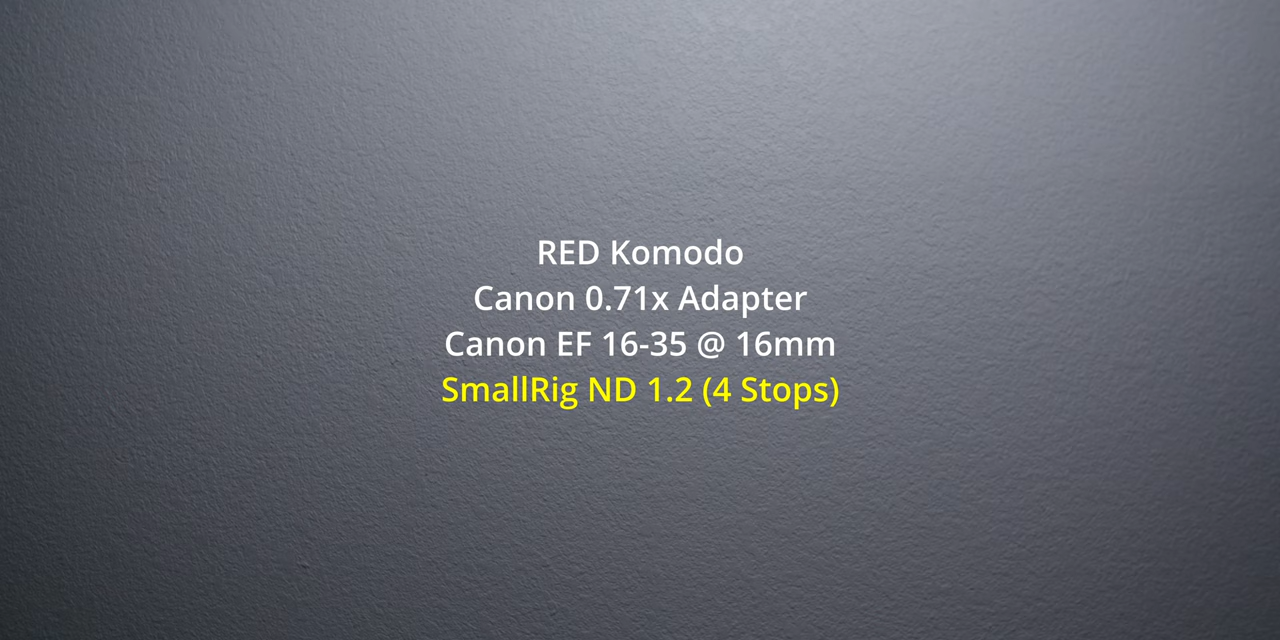 RED Komodo
Canon 0.71x Adapter
Canon EF 16-35 @ 16mm
SmallRig ND 1.2 (4 Stops)